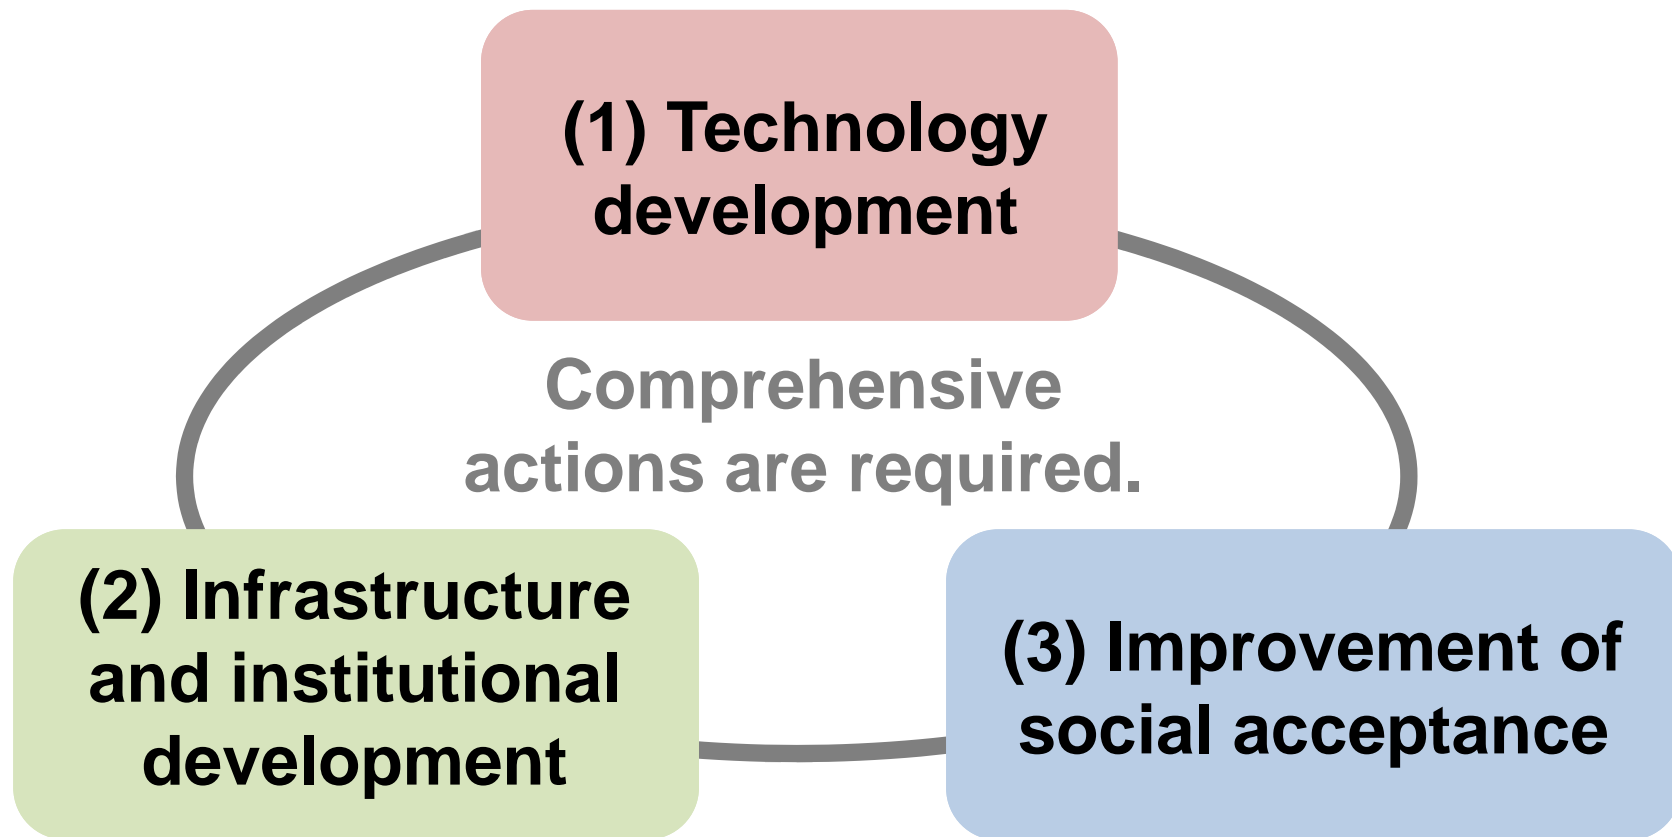 (1) Technology
development
Comprehensive
actions are required.
(2) Infrastructure
and institutional
development
(3) Improvement of
social acceptance